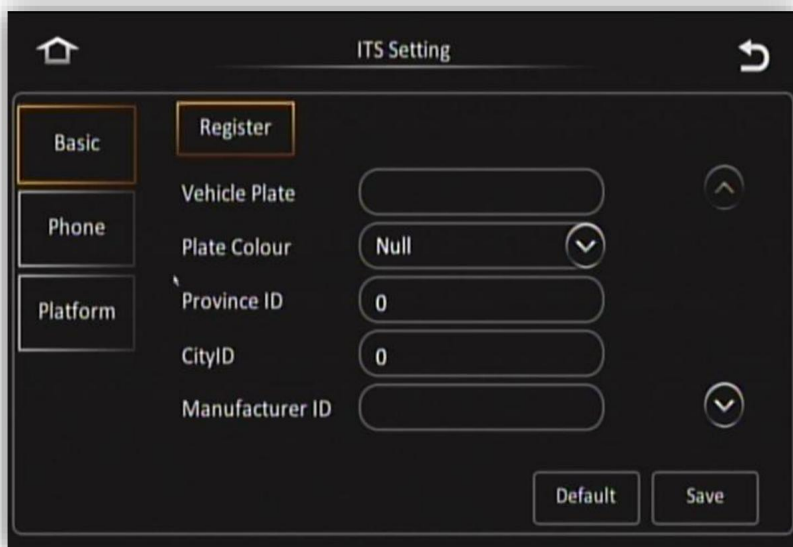 ITS Setting
Basic
Register
Vehicle Plate
Phone
Plate Colour Null
Province ID 0
Platform
CityID 0
Manufacturer ID
Default Save